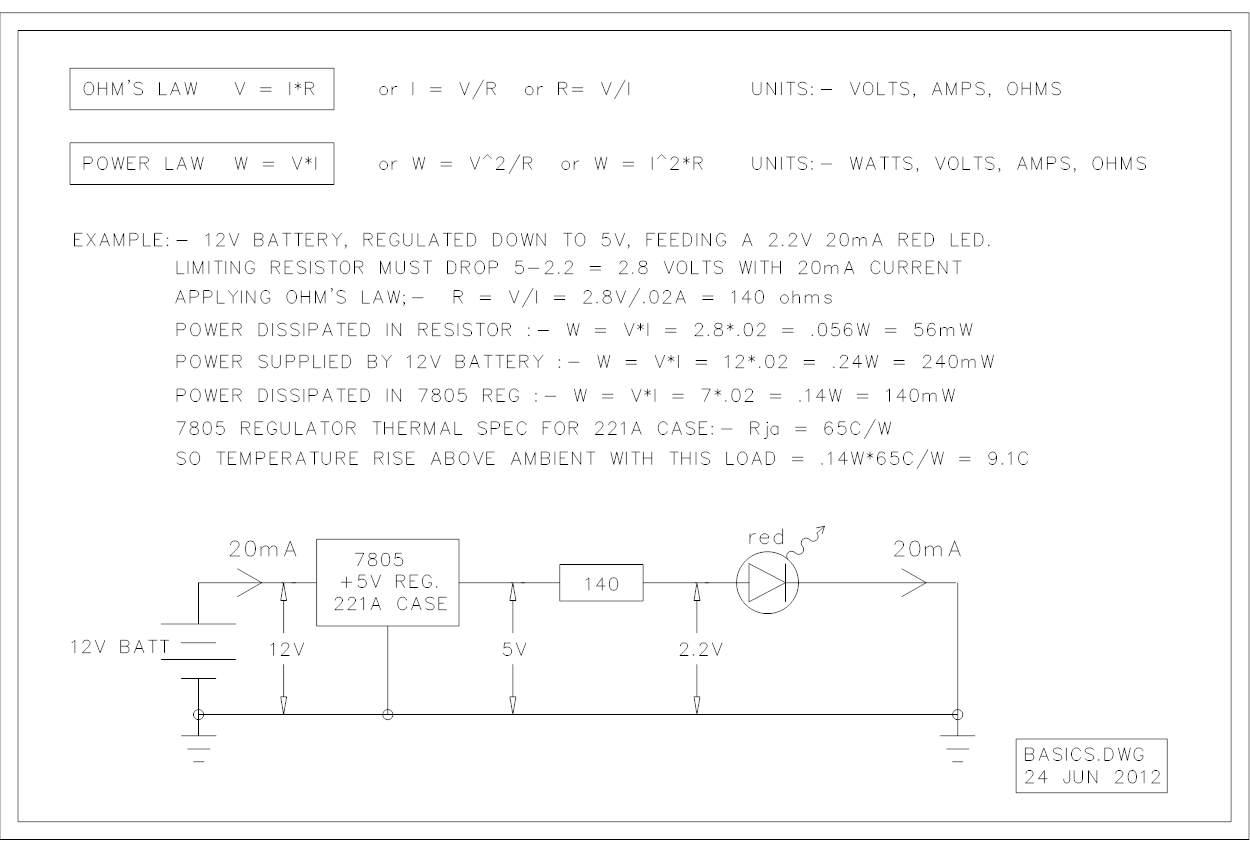 OHM'S LAW V = I*R or I = V/R or R= V/I UNITS:- VOLTS, AMPS, OHMS
POWER LAW W = V*I or W = V^2/R or W = I^2*R UNITS:- WATTS, VOLTS, AMPS, OHMS
EXAMPLE:- 12V BATTERY, REGULATED DOWN TO 5V, FEEDING A 2.2V 20mA RED LED.
LIMITING RESISTOR MUST DROP 5-2.2 = 2.8 VOLTS WITH 20mA CURRENT
APPLYING OHM'S LAW;- R = V/I = 2.8V/.02A = 140 ohms
POWER DISSIPATED IN RESISTOR :- W = V*I = 2.8*.02 = .056W = 56mW
POWER SUPPLIED BY 12V BATTERY :- W = V*I = 12*.02 = .24W = 240mW
POWER DISSIPATED IN 7805 REG :- W = V*I = 7*.02 = .14W = 140mW
7805 REGULATOR THERMAL SPEC FOR 221A CASE:- Rja = 65C/W
SO TEMPERATURE RISE ABOVE AMBIENT WITH THIS LOAD = .14W*65C/W = 9.1C
20mA
7805
+5V REG.
221A CASE
140
red
20mA
12V BATT
12V
5V
2.2V
BASICS.DWG
24 JUN 2012